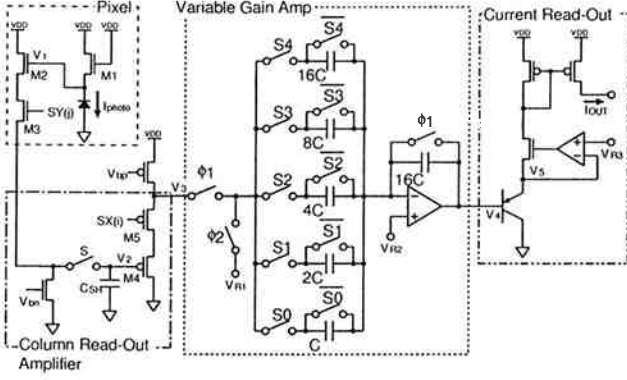 Pixel
Variable Gain Amp
Current Read-Out
VDD
VDD
VDD
V1
M2
M1
Iphoto
M3
SY(j)
VDD
Vbp
V3
SX(i)
M5
S
V2
M4
CSH
Vbn
Column Read-Out
Amplifier
ϕ1
ϕ2
VR1
S4
S4
16C
S3
S3
8C
S2
S2
4C
S1
S1
2C
S0
S0
C
ϕ1
16C
VR2
VDD
VDD
IOUT
VR3
V5
V4